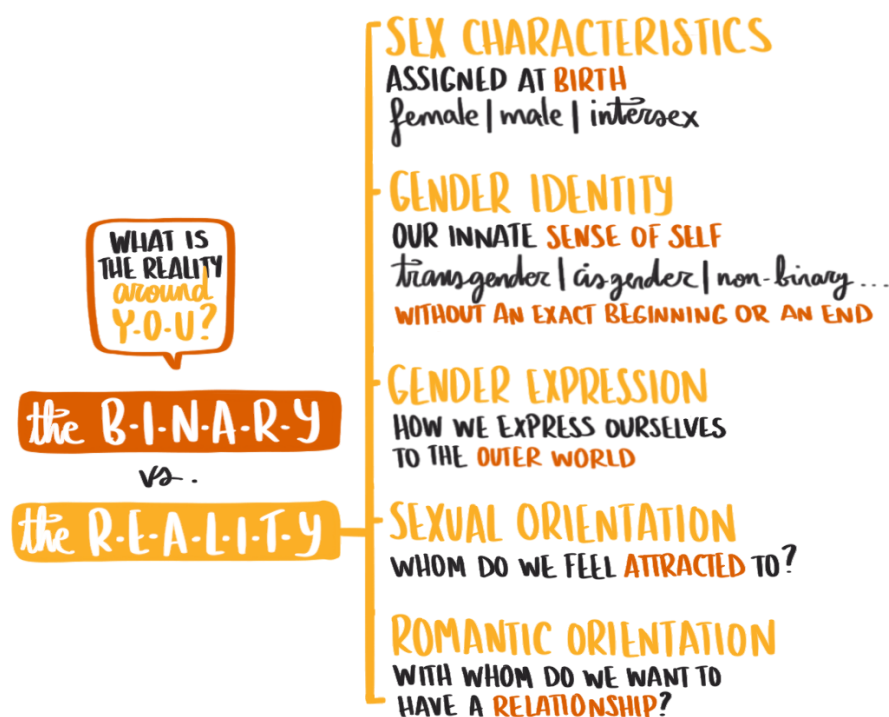 WHAT IS
THE REALITY
around
Y-O-U?
the B-I-N-A-R-Y
vs.
the R-E-A-L-I-T-Y
SEX CHARACTERISTICS
ASSIGNED AT BIRTH
female | male | intersex
GENDER IDENTITY
OUR INNATE SENSE OF SELF
transgender | cisgender | non-binary...
WITHOUT AN EXACT BEGINNING OR AN END
GENDER EXPRESSION
HOW WE EXPRESS OURSELVES
TO THE OUTER WORLD
SEXUAL ORIENTATION
WHOM DO WE FEEL ATTRACTED TO?
ROMANTIC ORIENTATION
WITH WHOM DO WE WANT TO
HAVE A RELATIONSHIP?